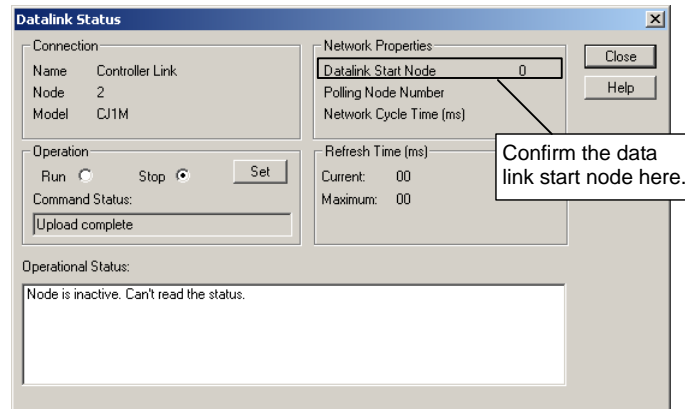 Datalink Status
Connection
Name Controller Link
Node 2
Model CJ1M
Network Properties
Datalink Start Node 0
Polling Node Number
Network Cycle Time (ms)
Close
Help
Confirm the data
link start node here.
Operation
Run Stop Set
Command Status:
Upload complete
Refresh Time (ms)
Current: 00
Maximum: 00
Operational Status:
Node is inactive. Can't read the status.